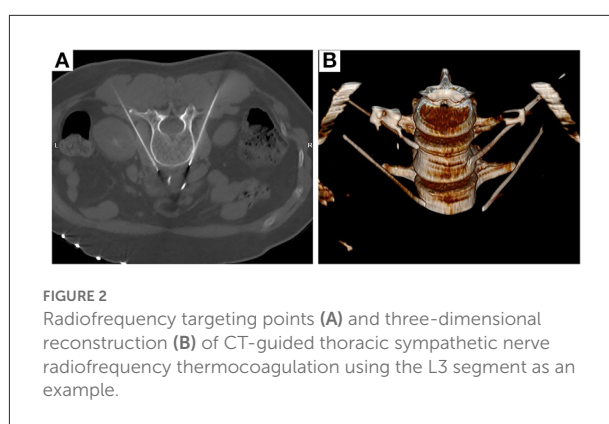 A
B
L
R
FIGURE 2
Radiofrequency targeting points (A) and three-dimensional
reconstruction (B) of CT-guided thoracic sympathetic nerve
radiofrequency thermocoagulation using the L3 segment as an
example.